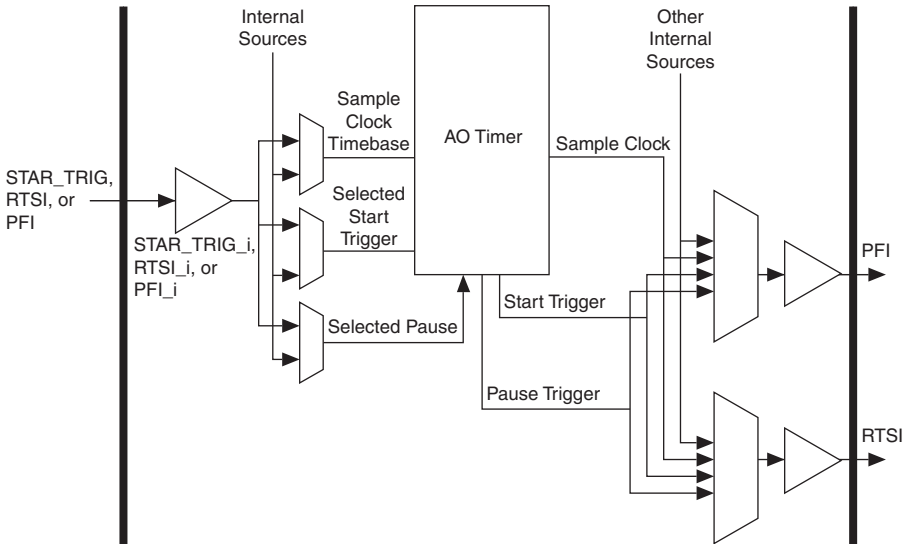 Internal
Sources
Other
Internal
Sources
Sample
Clock
Timebase
AO Timer
Sample Clock
STAR_TRIG,
RTSI, or
PFI
Selected
Start
Trigger
STAR_TRIG_i,
RTSI_i, or
PFI_i
PFI
Start Trigger
Selected Pause
Pause Trigger
RTSI